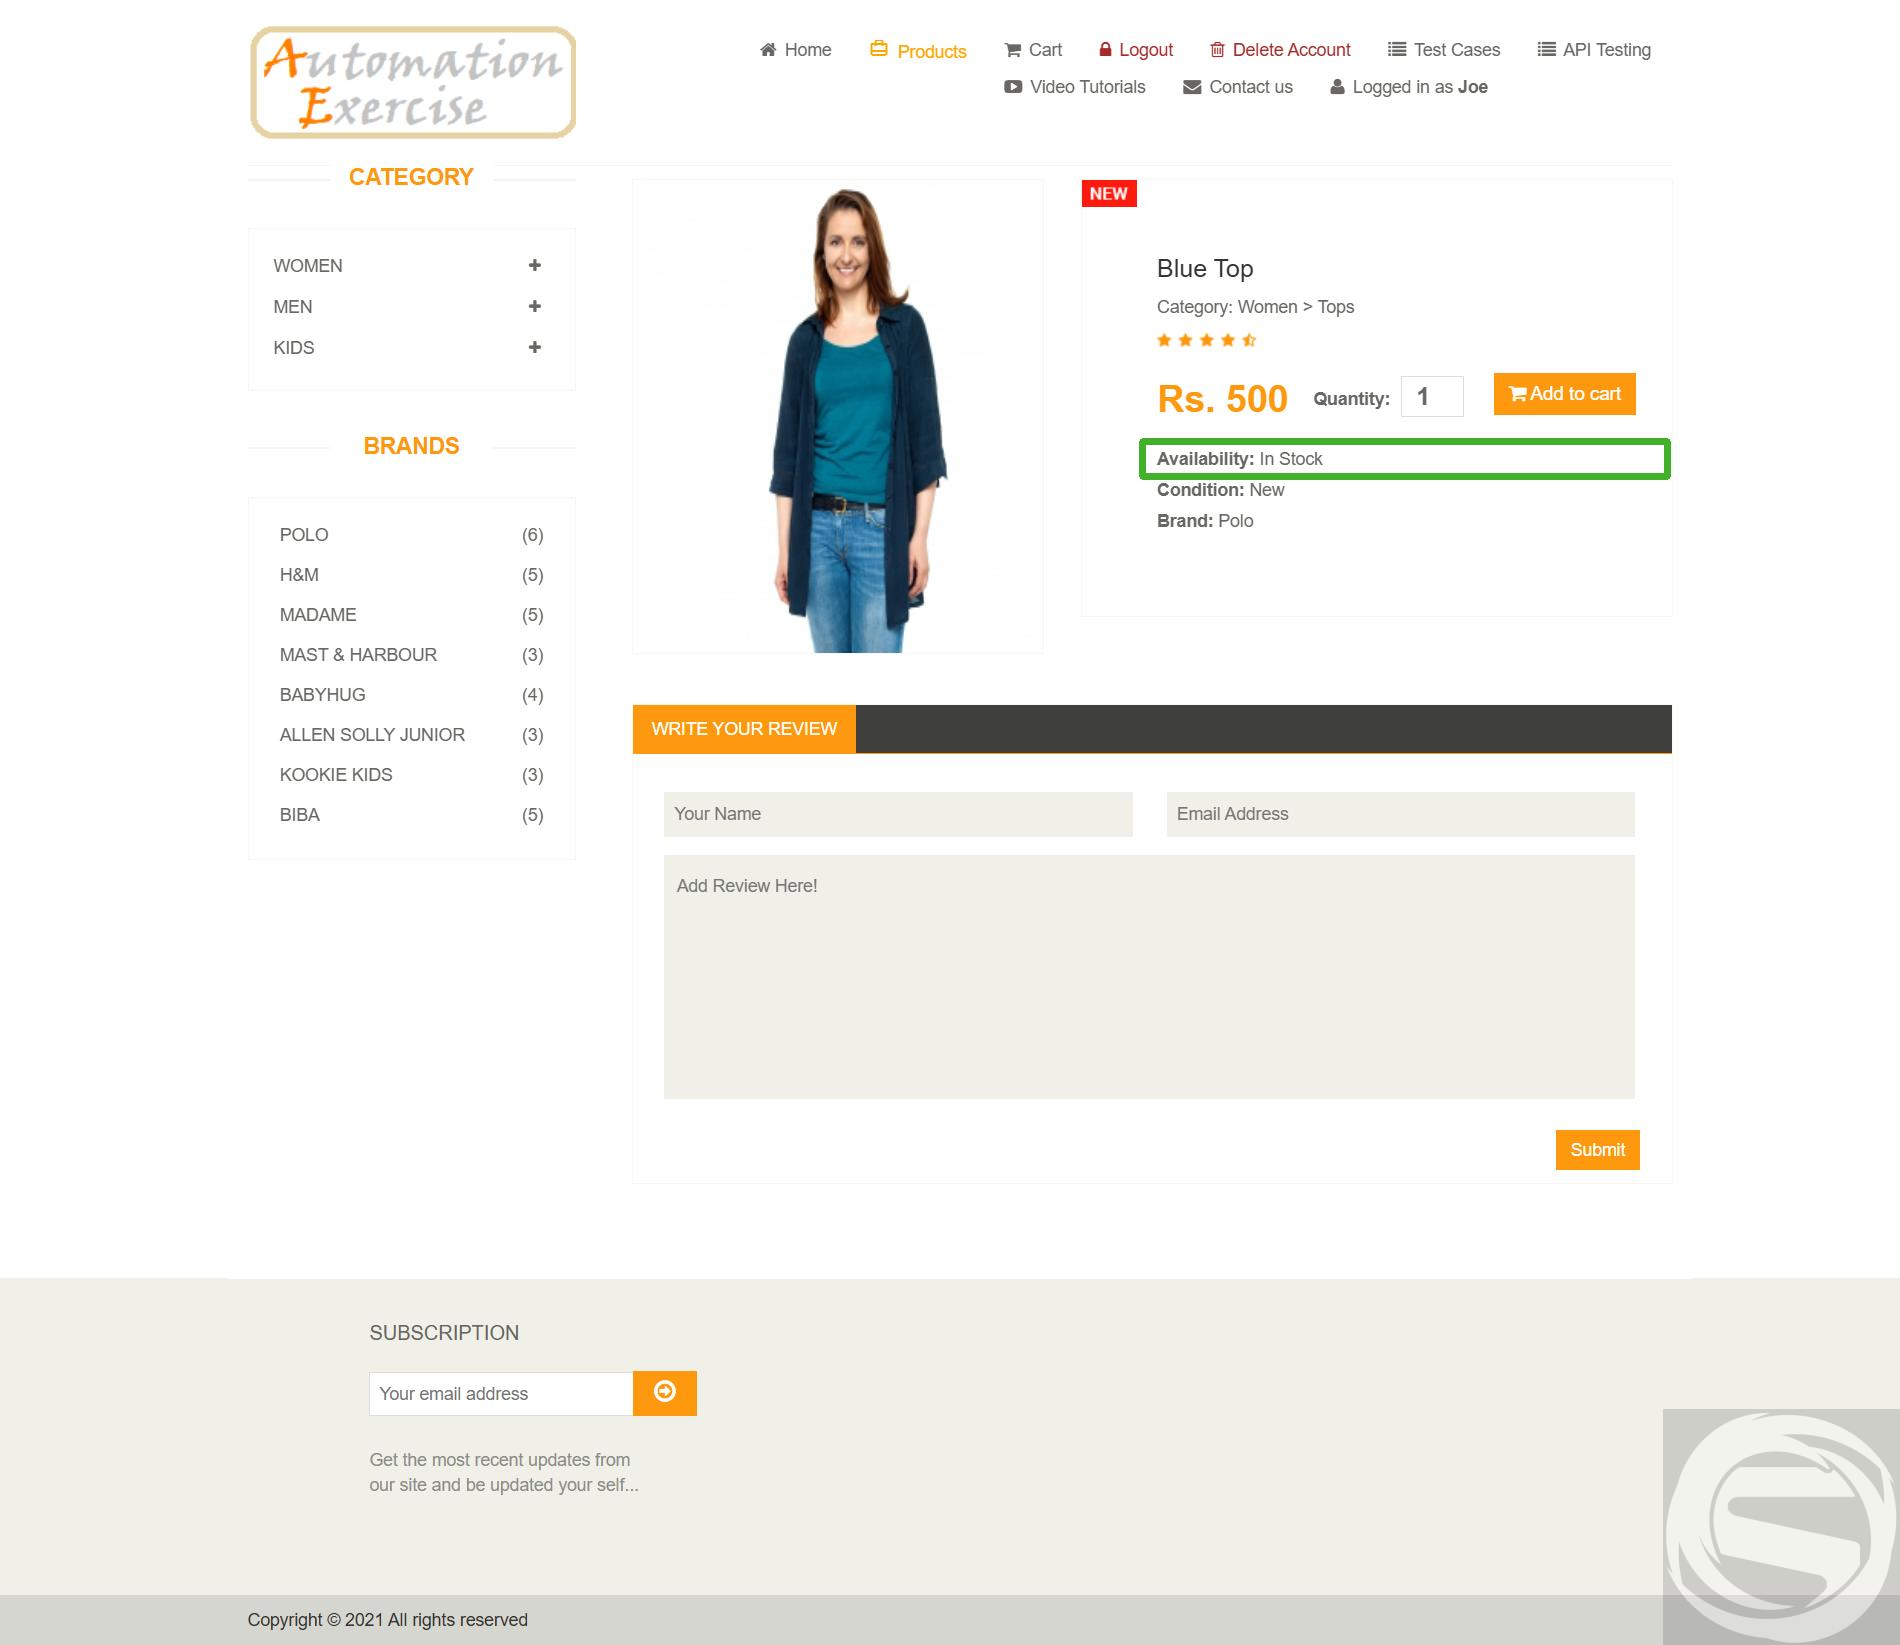 Automation
Exercise
Home
Products
Cart
Logout
Delete Account
Test Cases
API Testing
Video Tutorials
Contact us
Logged in as Joe
CATEGORY
WOMEN
MEN
KIDS
BRANDS
POLO (6)
H&M (5)
MADAME (5)
MAST & HARBOUR (3)
BABYHUG (4)
ALLEN SOLLY JUNIOR (3)
KOOKIE KIDS (3)
BIBA (5)
NEW
Blue Top
Category: Women > Tops
Rs. 500 Quantity: 1 Add to cart
Availability: In Stock
Condition: New
Brand: Polo
WRITE YOUR REVIEW
Your Name
Email Address
Add Review Here!
Submit
SUBSCRIPTION
Your email address
Get the most recent updates from
our site and be updated your self...
Copyright © 2021 All rights reserved